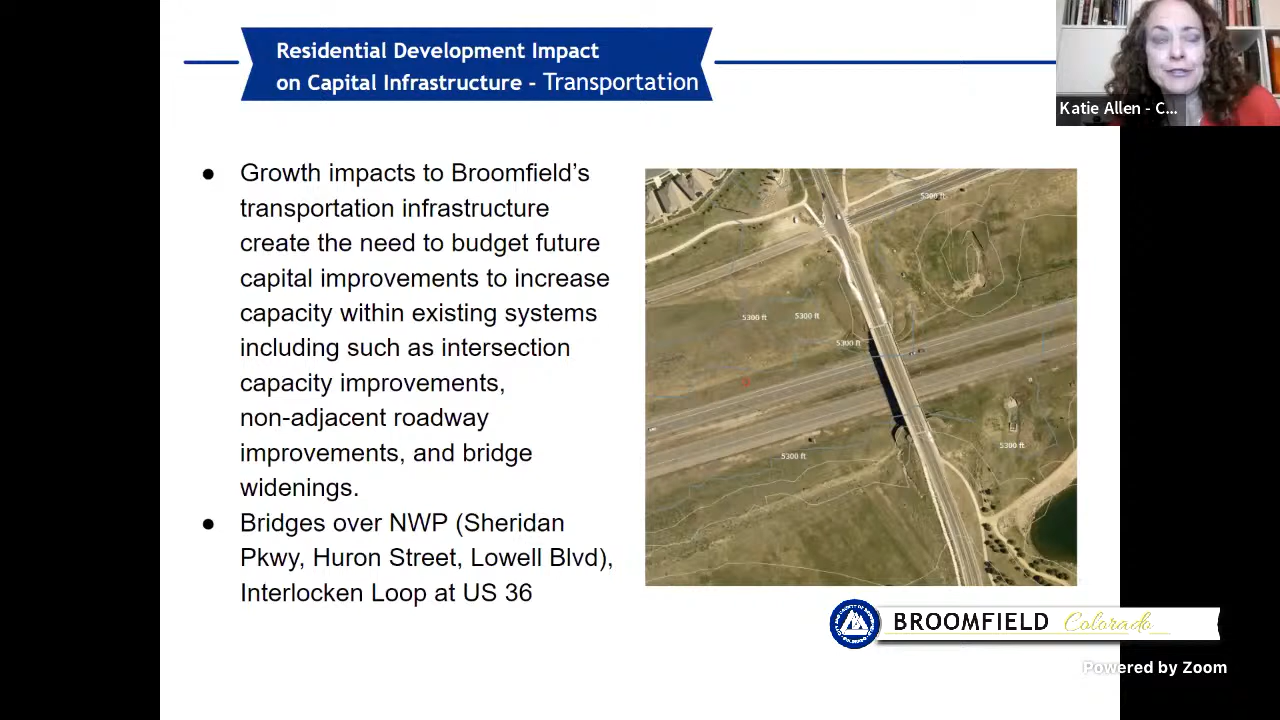 Residential Development Impact
on Capital Infrastructure - Transportation
Katie Allen - C...
● Growth impacts to Broomfield’s
transportation infrastructure
create the need to budget future
capital improvements to increase
capacity within existing systems
including such as intersection
capacity improvements,
non-adjacent roadway
improvements, and bridge
widenings.
● Bridges over NWP (Sheridan
Pkwy, Huron Street, Lowell Blvd),
Interlocken Loop at US 36
5300 ft
5300 ft
5300 ft
5300 ft
5300 ft
5300 ft
BROOMFIELD Colorado
Powered by Zoom